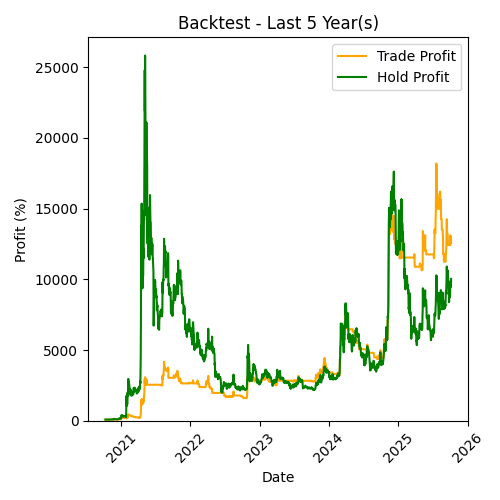 Backtest - Last 5 Year(s)
Trade Profit
Hold Profit
Profit (%)
25000
20000
15000
10000
5000
0
2021
2022
2023
2024
2025
2026
Date